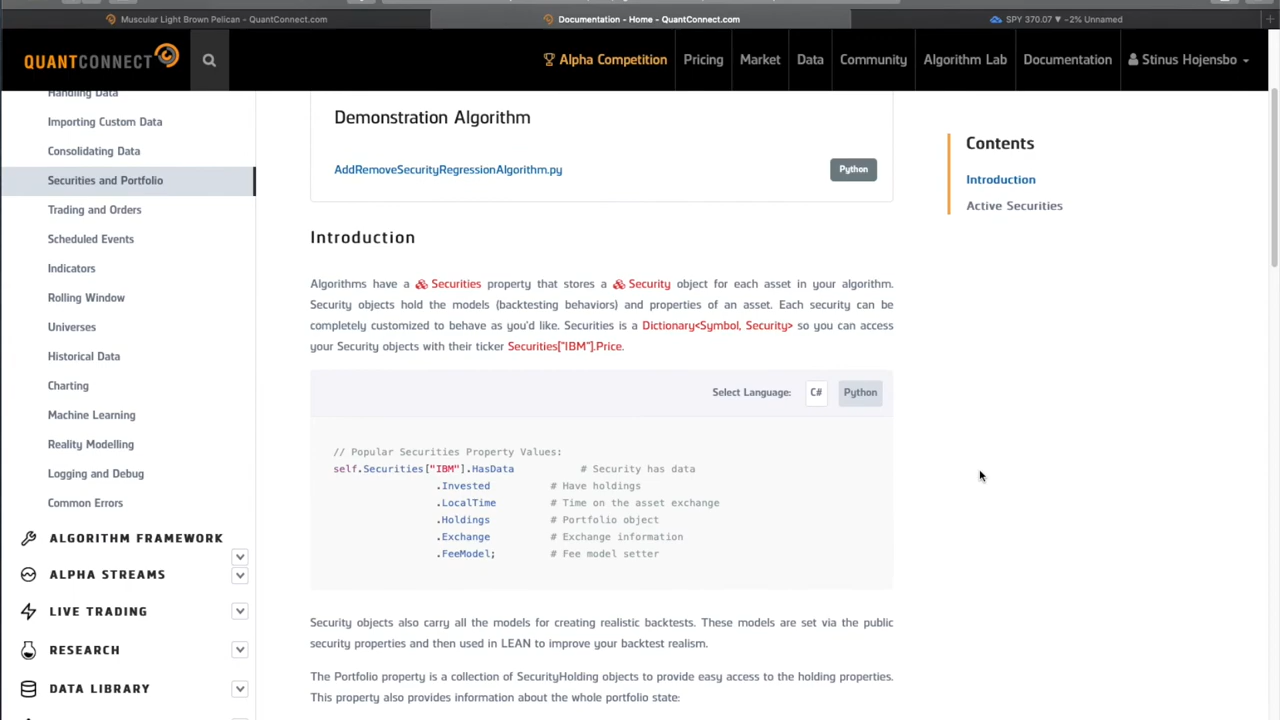 Muscular Light Brown Pelican - QuantConnect.com
Documentation - Home - QuantConnect.com
SPY 370.07 ▾ -2% Unnamed
QUANTCONNECT
Alpha Competition
Pricing
Market
Data
Community
Algorithm Lab
Documentation
Stinus Hojensbo
Handling Data
Importing Custom Data
Consolidating Data
Securities and Portfolio
Trading and Orders
Scheduled Events
Indicators
Rolling Window
Universes
Historical Data
Charting
Machine Learning
Reality Modelling
Logging and Debug
Common Errors
ALGORITHM FRAMEWORK
ALPHA STREAMS
LIVE TRADING
RESEARCH
DATA LIBRARY
Demonstration Algorithm
AddRemoveSecurityRegressionAlgorithm.py
Python
Introduction
Algorithms have a Securities property that stores a Security object for each asset in your algorithm.
Security objects hold the models (backtesting behaviors) and properties of an asset. Each security can be
completely customized to behave as you'd like. Securities is a Dictionary<Symbol, Security> so you can access
your Security objects with their ticker Securities["IBM"].Price.
Select Language: C# Python
// Popular Securities Property Values:
self.Securities["IBM"].HasData # Security has data
.Invested # Have holdings
.LocalTime # Time on the asset exchange
.Holdings # Portfolio object
.Exchange # Exchange information
.FeeModel; # Fee model setter
Security objects also carry all the models for creating realistic backtests. These models are set via the public
security properties and then used in LEAN to improve your backtest realism.
The Portfolio property is a collection of SecurityHolding objects to provide easy access to the holding properties.
This property also provides information about the whole portfolio state:
Contents
Introduction
Active Securities